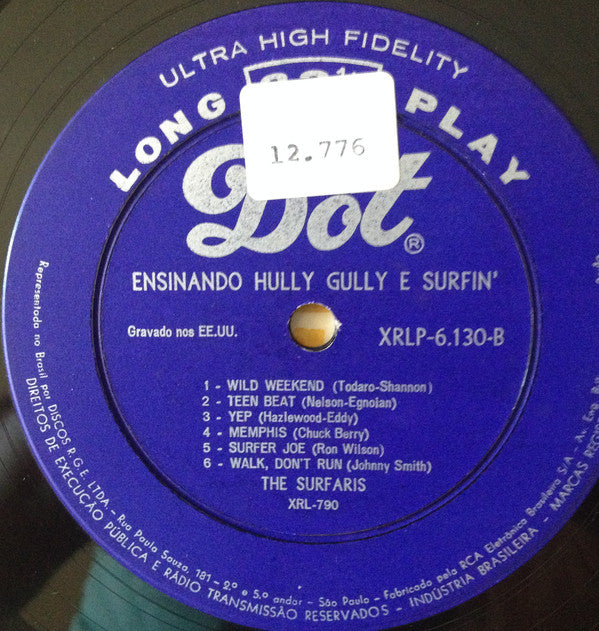 ULTRA HIGH FIDELITY
LONG PLAY
12.776
Dot®
ENSINANDO HULLY GULLY E SURFIN'
Gravado nos EE.UU.
XRLP-6.130-B
1 - WILD WEEKEND (Todaro-Shannon)
2 - TEEN BEAT (Nelson-Egnoian)
3 - YEP (Hazlewood-Eddy)
4 - MEMPHIS (Chuck Berry)
5 - SURFER JOE (Ron Wilson)
6 - WALK, DON'T RUN (Johnny Smith)
THE SURFARIS
XRL-790
Representada no Brasil por DISCOS R.G.E. LTDA. - Rua Paula Souza, 181 - 2º e 5.º andar - São Paulo - Fabricado pela RCA Eletrônica Brasileira S/A.
DIREITOS DE EXECUÇÃO PÚBLICA E RÁDIO TRANSMISSÃO RESERVADOS - INDÚSTRIA BRASILEIRA - MARCAS